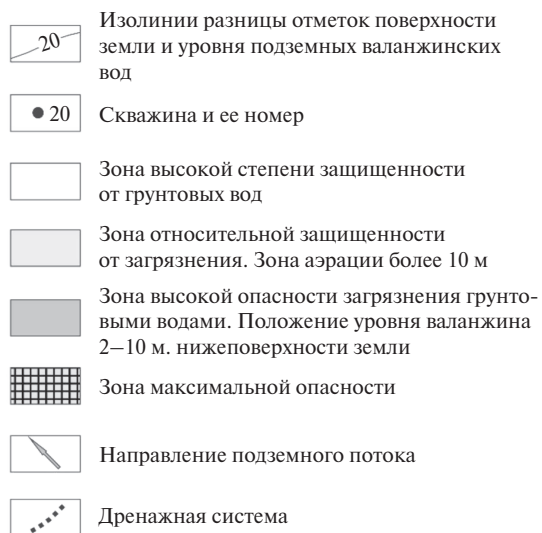 Изолинии разницы отметок поверхности
20
земли и уровня подземных валанжинских
вод
20
Скважина и ее номер
Зона высокой степени защищенности
от грунтовых вод
Зона относительной защищенности
от загрязнения. Зона аэрации более 10 м
Зона высокой опасности загрязнения грунто-
выми водами. Положение уровня валанжина
2–10 м. нижеповерхности земли
Зона максимальной опасности
Направление подземного потока
Дренажная система